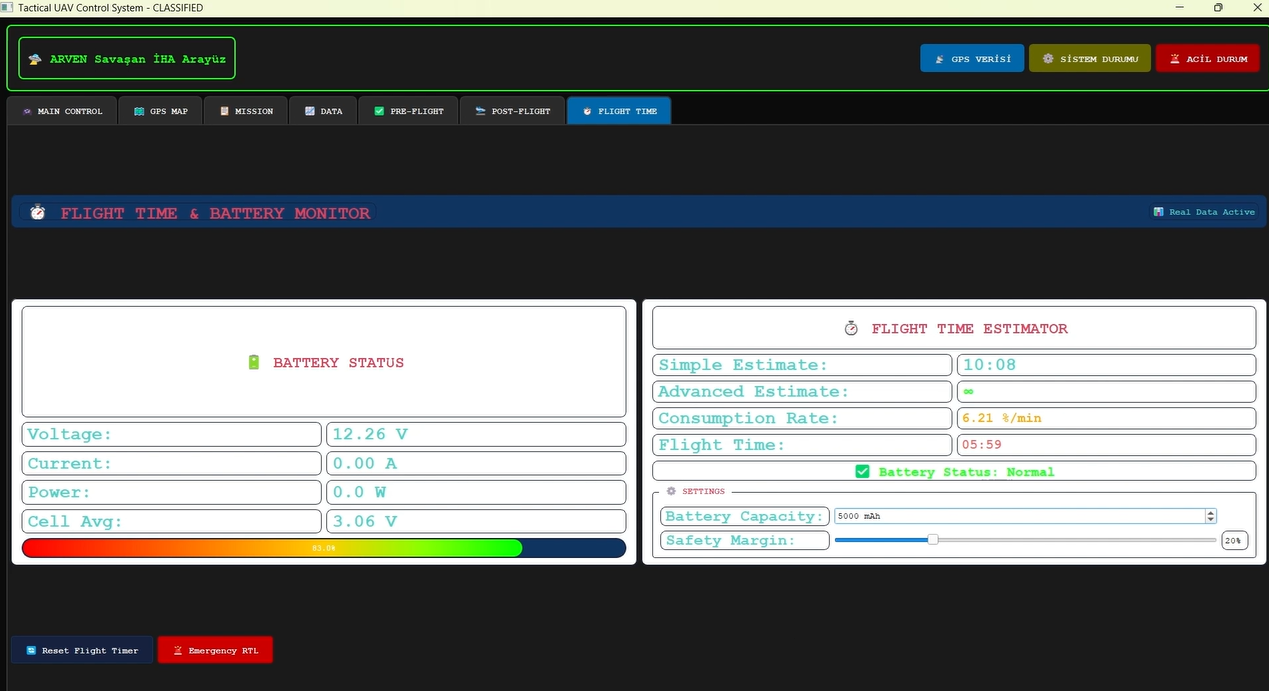 Tactical UAV Control System - CLASSIFIED
ARVEN Savaşan İHA Arayüz
GPS VERİSİ
SİSTEM DURUMU
ACİL DURUM
MAIN CONTROL
GPS MAP
MISSION
DATA
PRE-FLIGHT
POST-FLIGHT
FLIGHT TIME
FLIGHT TIME & BATTERY MONITOR
Real Data Active
BATTERY STATUS
Voltage: 12.26 V
Current: 0.00 A
Power: 0.0 W
Cell Avg: 3.06 V
83.0%
FLIGHT TIME ESTIMATOR
Simple Estimate: 10:08
Advanced Estimate: ∞
Consumption Rate: 6.21 %/min
Flight Time: 05:59
Battery Status: Normal
SETTINGS
Battery Capacity: 5000 mAh
Safety Margin: 20%
Reset Flight Timer
Emergency RTL